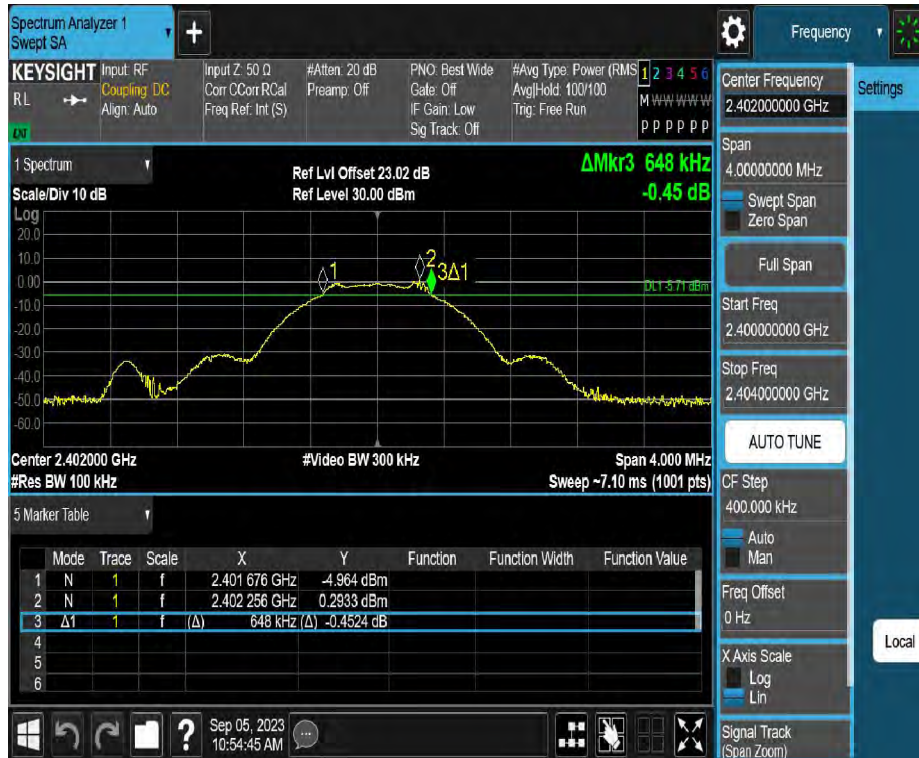 Spectrum Analyzer 1
Swept SA
+
Frequency
KEYSIGHT
RL
Input: RF
Coupling: DC
Align: Auto
Input Z: 50 Ω
Corr CCorr RCal
Freq Ref: Int (S)
#Atten: 20 dB
Preamp: Off
PNO: Best Wide
Gate: Off
IF Gain: Low
Sig Track: Off
#Avg Type: Power (RMS
Avg|Hold: 100/100
Trig: Free Run
1 2 3 4 5 6
M W W W W W
P P P P P P
1 Spectrum
Scale/Div 10 dB
Ref Lvl Offset 23.02 dB
Ref Level 30.00 dBm
ΔMkr3 648 kHz
-0.45 dB
Log
20.0
10.0
0.00
-10.0
-20.0
-30.0
-40.0
-50.0
-60.0
1
2
3Δ1
DL1 -5.71 dBm
Center 2.402000 GHz
#Video BW 300 kHz
Span 4.000 MHz
#Res BW 100 kHz
Sweep ~7.10 ms (1001 pts)
5 Marker Table
Mode Trace Scale X Y Function Function Width Function Value
1 N 1 f 2.401 676 GHz -4.964 dBm
2 N 1 f 2.402 256 GHz 0.2933 dBm
3 Δ1 1 f (Δ) 648 kHz (Δ) -0.4524 dB
4
5
6
?
Sep 05, 2023
10:54:45 AM
Center Frequency
2.402000000 GHz
Settings
Span
4.00000000 MHz
Swept Span
Zero Span
Full Span
Start Freq
2.400000000 GHz
Stop Freq
2.404000000 GHz
AUTO TUNE
CF Step
400.000 kHz
Auto
Man
Freq Offset
0 Hz
X Axis Scale
Log
Lin
Local
Signal Track
(Span Zoom)